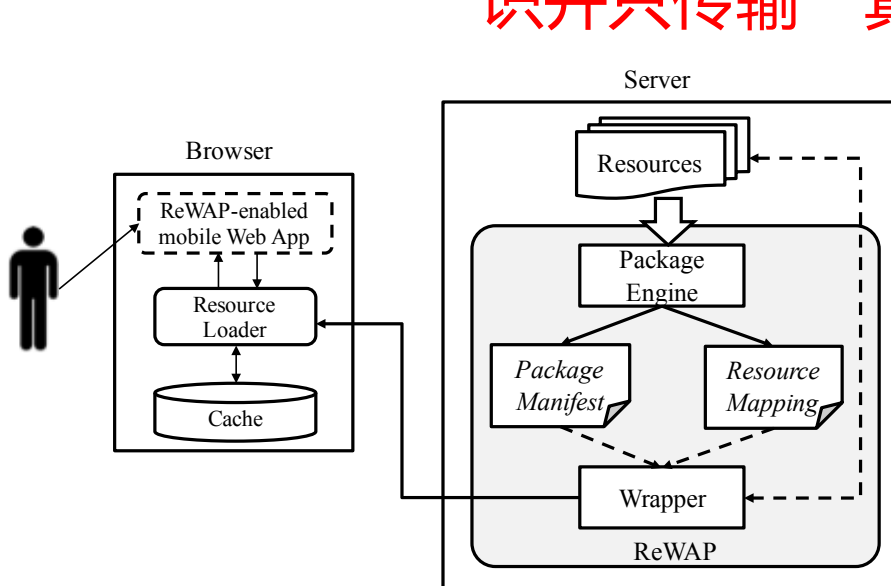 Server
Resources
Browser
ReWAP-enabled
mobile Web App
Package
Engine
Resource
Loader
Package
Manifest
Resource
Mapping
Cache
Wrapper
ReWAP